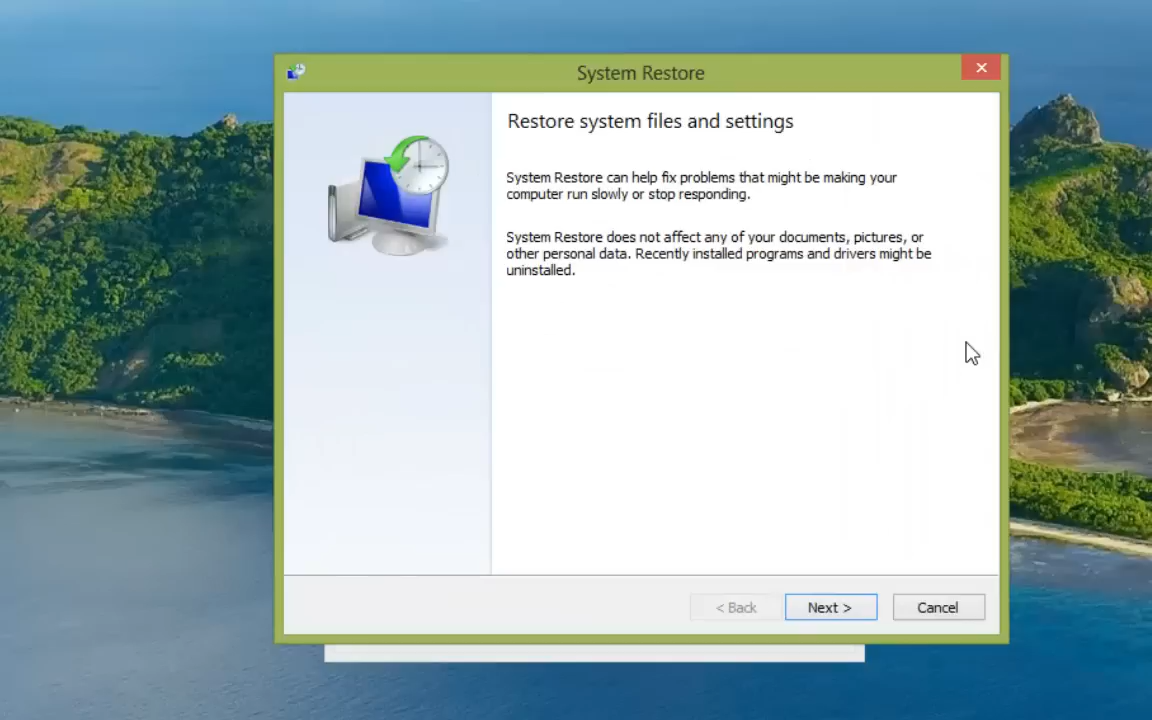 System Restore
Restore system files and settings
System Restore can help fix problems that might be making your
computer run slowly or stop responding.
System Restore does not affect any of your documents, pictures, or
other personal data. Recently installed programs and drivers might be
uninstalled.
< Back
Next >
Cancel